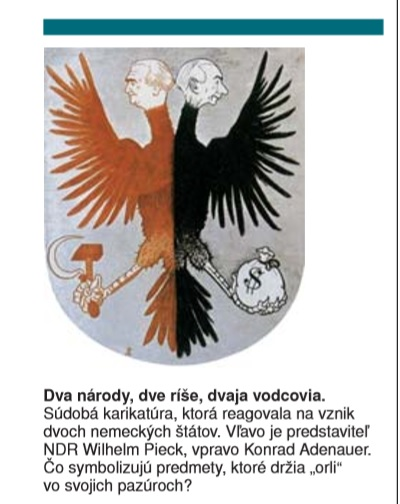 $
Dva národy, dve ríše, dvaja vodcovia.
Súdobá karikatúra, ktorá reagovala na vznik
dvoch nemeckých štátov. Vľavo je predstaviteľ
NDR Wilhelm Pieck, vpravo Konrad Adenauer.
Čo symbolizujú predmety, ktoré držia „orli“
vo svojich pazúroch?